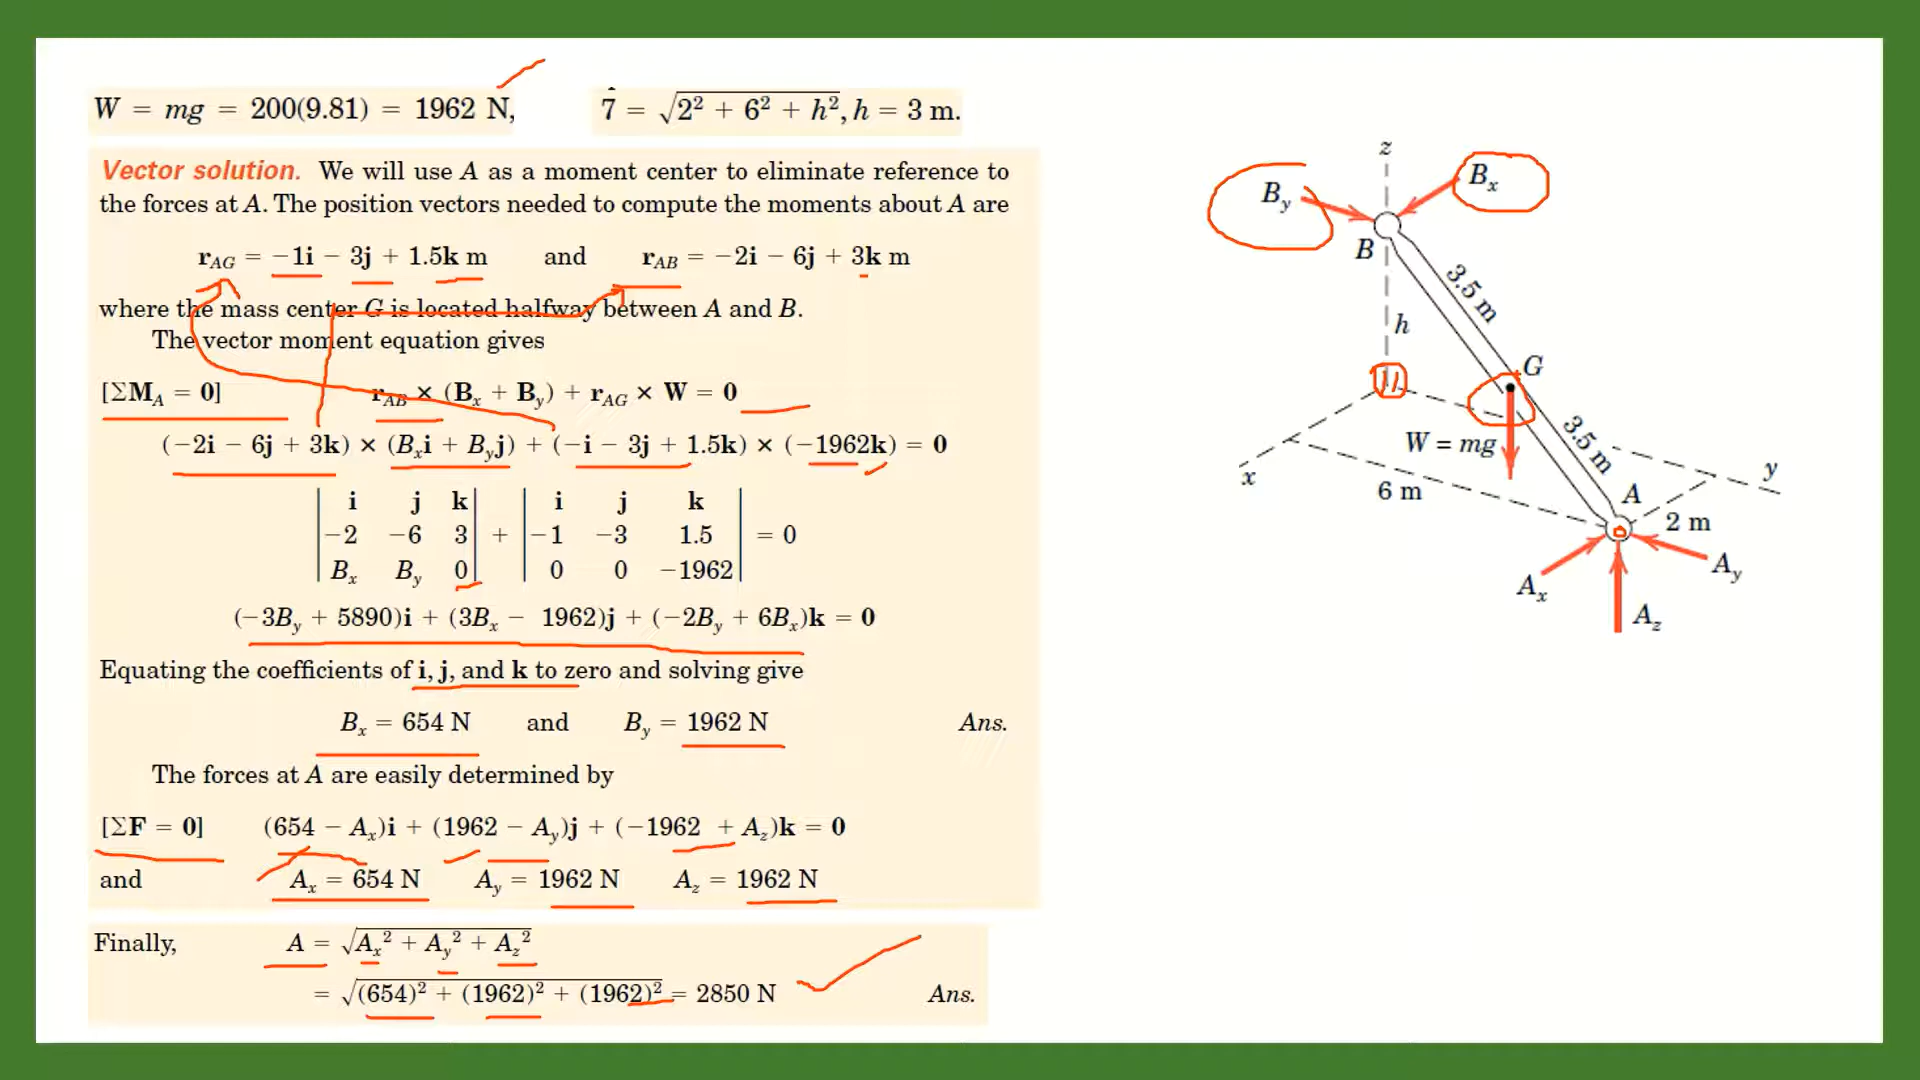 W = mg = 200(9.81) = 1962 N,
7 = √2² + 6² + h², h = 3 m.
Vector solution. We will use A as a moment center to eliminate reference to
the forces at A. The position vectors needed to compute the moments about A are
r_AG = −1i − 3j + 1.5k m and r_AB = −2i − 6j + 3k m
where the mass center G is located halfway between A and B.
The vector moment equation gives
[ΣM_A = 0] r_AB × (B_x + B_y) + r_AG × W = 0
(−2i − 6j + 3k) × (B_x i + B_y j) + (−i − 3j + 1.5k) × (−1962k) = 0
| i j k | | i j k |
| −2 −6 3 | + | −1 −3 1.5 | = 0
| B_x B_y 0 | | 0 0 −1962 |
(−3B_y + 5890)i + (3B_x − 1962)j + (−2B_y + 6B_x)k = 0
Equating the coefficients of i, j, and k to zero and solving give
B_x = 654 N and B_y = 1962 N Ans.
The forces at A are easily determined by
[ΣF = 0] (654 − A_x)i + (1962 − A_y)j + (−1962 + A_z)k = 0
and A_x = 654 N A_y = 1962 N A_z = 1962 N
Finally, A = √A_x² + A_y² + A_z²
= √(654)² + (1962)² + (1962)² = 2850 N Ans.
z
B_y
B_x
B
3.5 m
h
G
W = mg
3.5 m
x
y
6 m
A
2 m
A_x
A_y
A_z